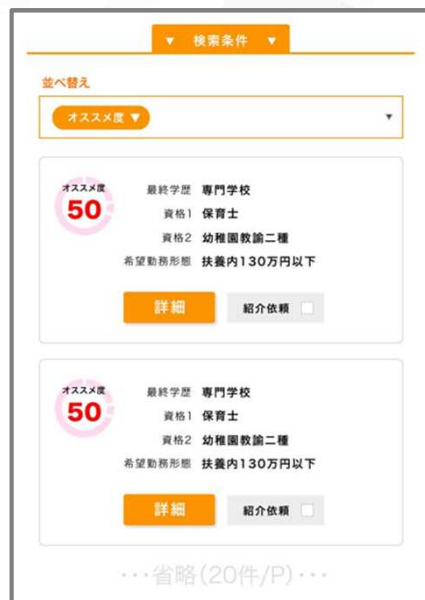 ▼ 検索条件 ▼
並べ替え
オススメ度 ▼ ▼
オススメ度
50
最終学歴 専門学校
資格1 保育士
資格2 幼稚園教諭二種
希望勤務形態 扶養内130万円以下
詳細 紹介依頼
オススメ度
50
最終学歴 専門学校
資格1 保育士
資格2 幼稚園教諭二種
希望勤務形態 扶養内130万円以下
詳細 紹介依頼
･･･省略(20件/P)･･･